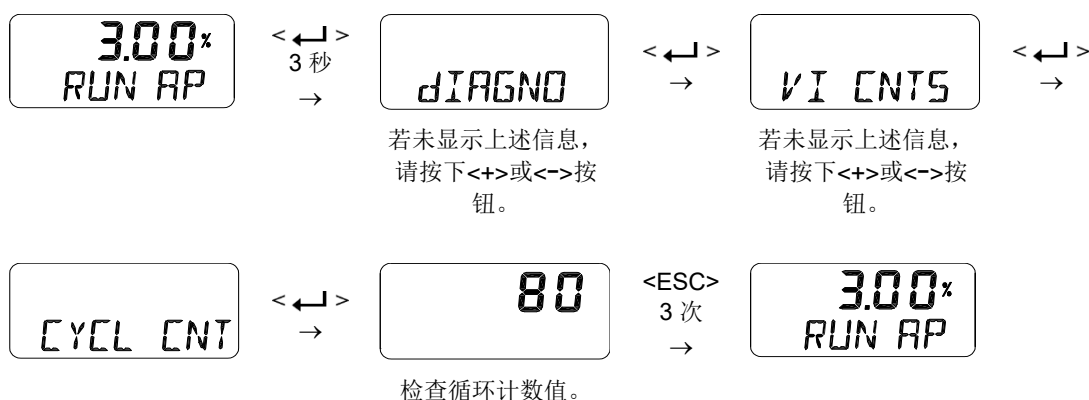 3.00%
RUN AP
< ↵ >
3 秒
→
dIAGNO
若未显示上述信息，
请按下<+>或<->按
钮。
< ↵ >
→
VI CNTS
若未显示上述信息，
请按下<+>或<->按
钮。
< ↵ >
→
CYCL CNT
< ↵ >
→
80
检查循环计数值。
<ESC>
3 次
→
3.00%
RUN AP